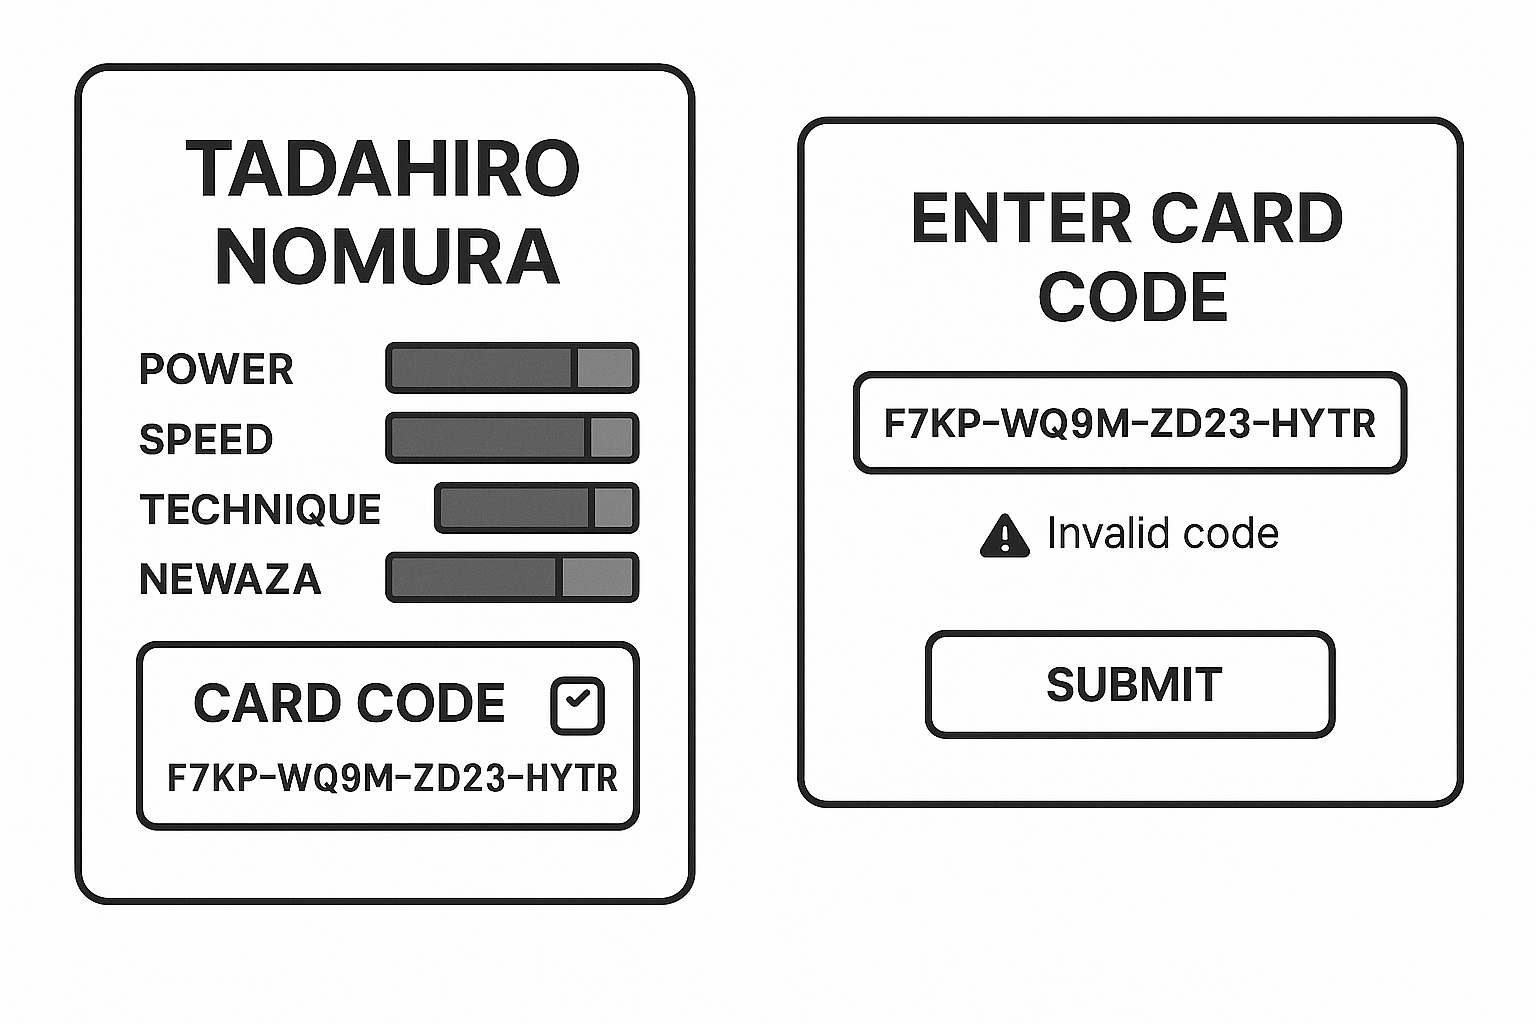 TADAHIRO
NOMURA
POWER
SPEED
TECHNIQUE
NEWAZA
CARD CODE
F7KP-WQ9M-ZD23-HYTR
ENTER CARD
CODE
F7KP-WQ9M-ZD23-HYTR
Invalid code
SUBMIT